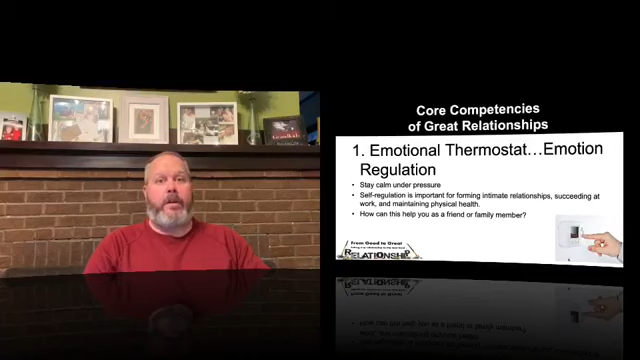 Core Competencies
of Great Relationships
1. Emotional Thermostat…Emotion
Regulation
• Stay calm under pressure
• Self-regulation is important for forming intimate relationships, succeeding at
work, and maintaining physical health.
• How can this help you as a friend or family member?
From Good to Great
RELATIONSHIP